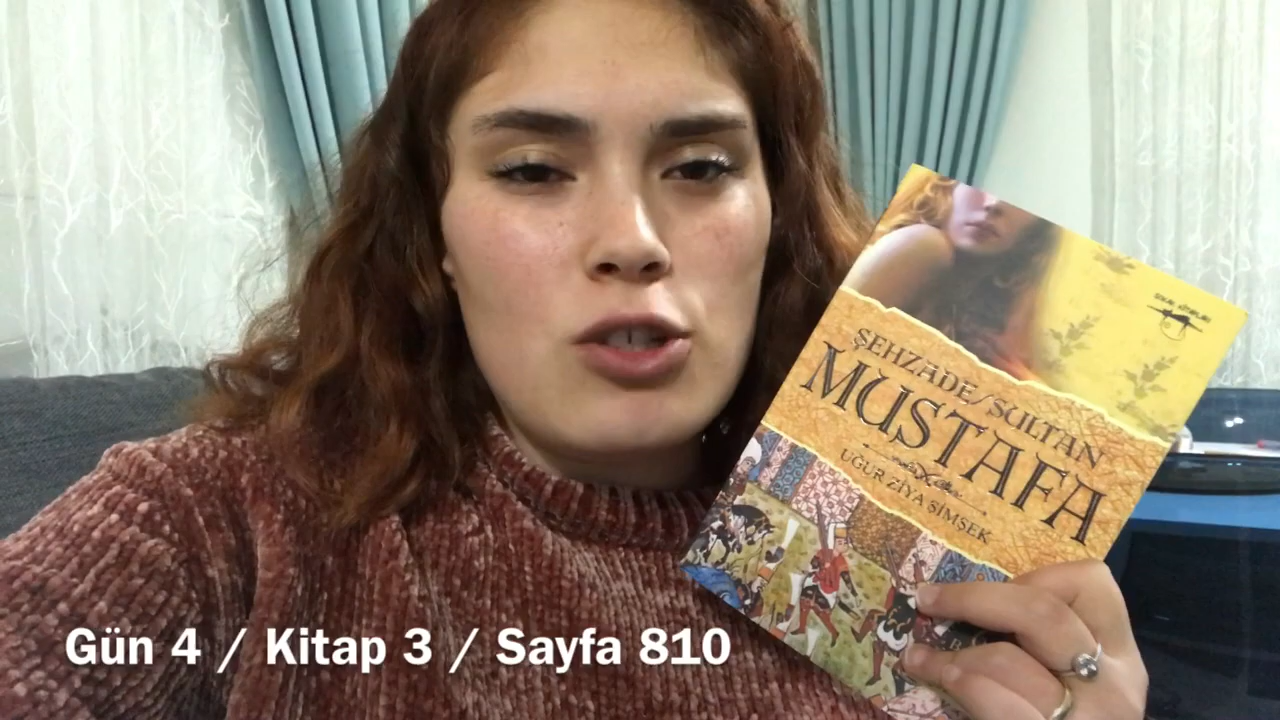 ŞEHZADE/SULTAN
MUSTAFA
UĞUR ZİYA ŞİMŞEK
Gün 4 / Kitap 3 / Sayfa 810